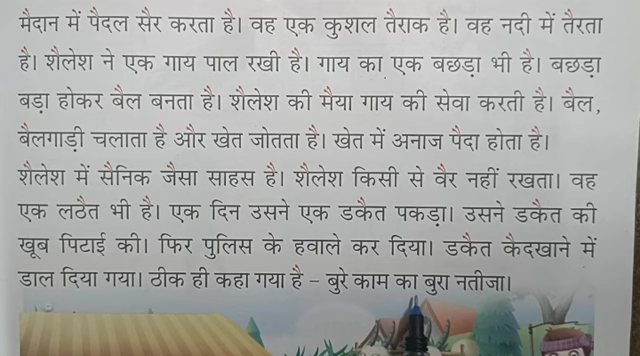 मैदान में पैदल सैर करता है। वह एक कुशल तैराक है। वह नदी में तैरता
है। शैलेश ने एक गाय पाल रखी है। गाय का एक बछड़ा भी है। बछड़ा
बड़ा होकर बैल बनता है। शैलेश की मैया गाय की सेवा करती है। बैल,
बैलगाड़ी चलाता है और खेत जोतता है। खेत में अनाज पैदा होता है।
शैलेश में सैनिक जैसा साहस है। शैलेश किसी से वैर नहीं रखता। वह
एक लठैत भी है। एक दिन उसने एक डकैत पकड़ा। उसने डकैत की
खूब पिटाई की। फिर पुलिस के हवाले कर दिया। डकैत कैदखाने में
डाल दिया गया। ठीक ही कहा गया है – बुरे काम का बुरा नतीजा।